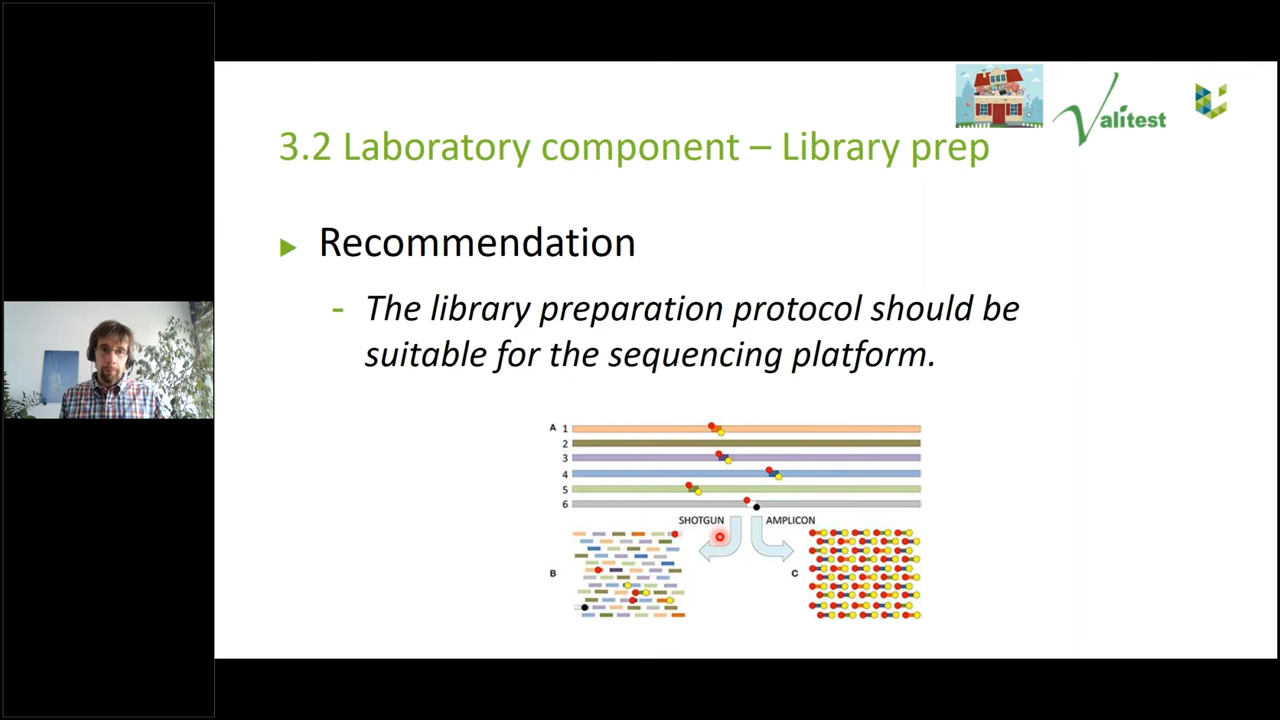 Valitest
3.2 Laboratory component – Library prep
Recommendation
- The library preparation protocol should be
suitable for the sequencing platform.
A 1
2
3
4
5
6
SHOTGUN AMPLICON
B C